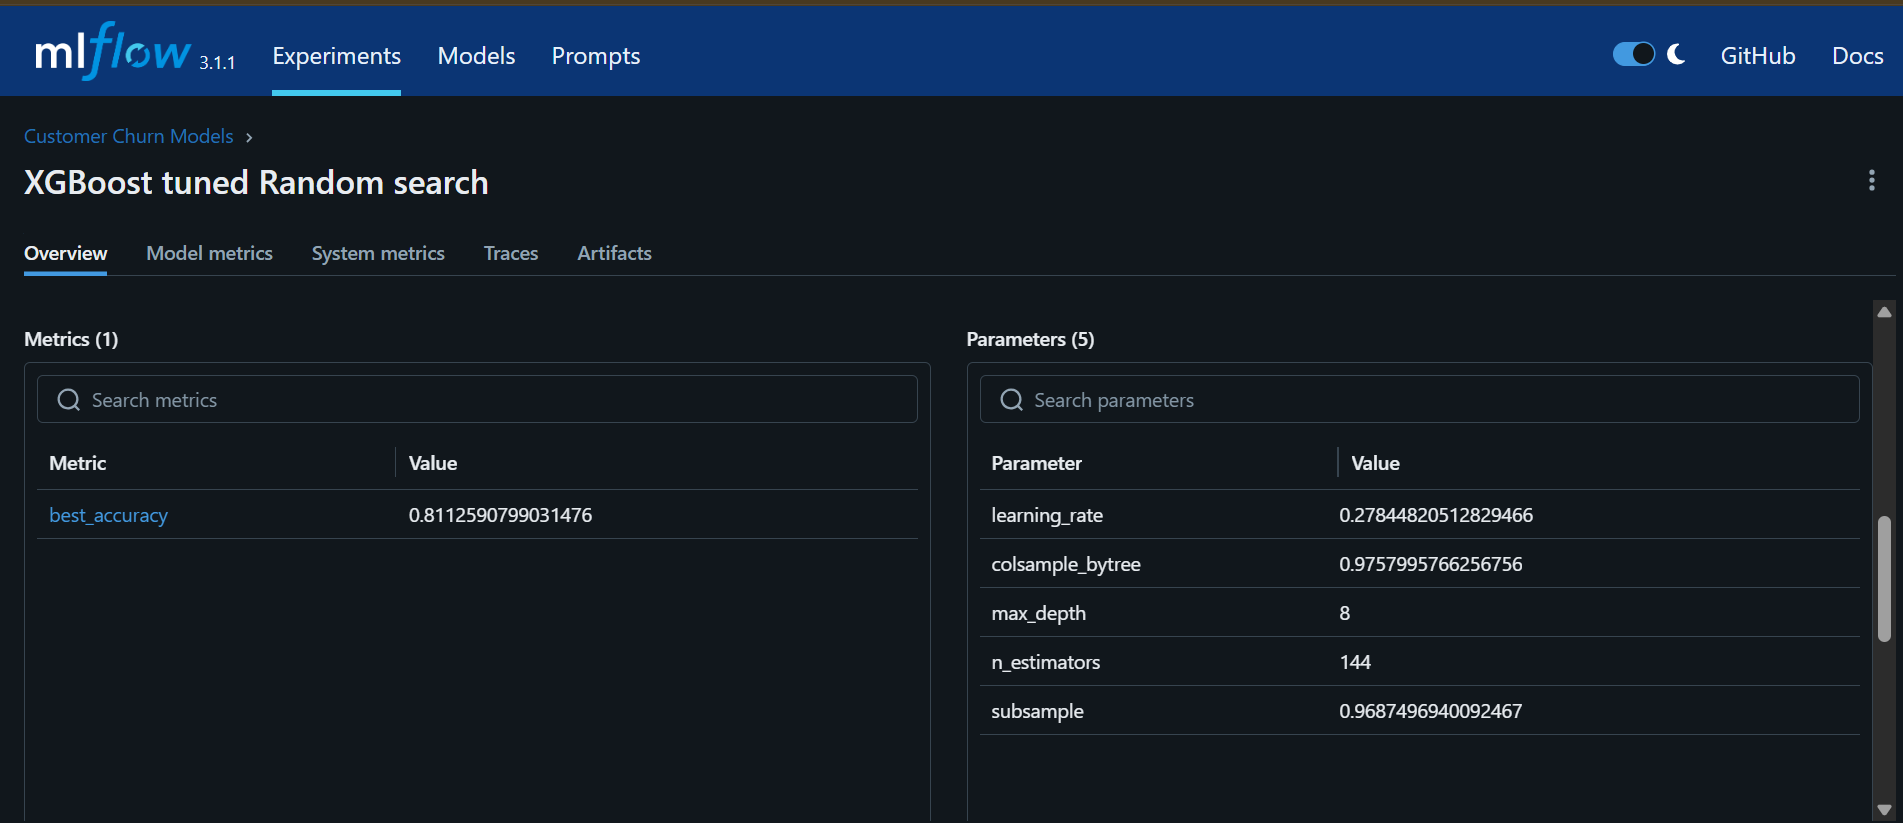 mlflow 3.1.1 Experiments Models Prompts GitHub Docs
Customer Churn Models
XGBoost tuned Random search
Overview Model metrics System metrics Traces Artifacts
Metrics (1)
Search metrics
Metric Value
best_accuracy 0.8112590799031476
Parameters (5)
Search parameters
Parameter Value
learning_rate 0.27844820512829466
colsample_bytree 0.9757995766256756
max_depth 8
n_estimators 144
subsample 0.9687496940092467